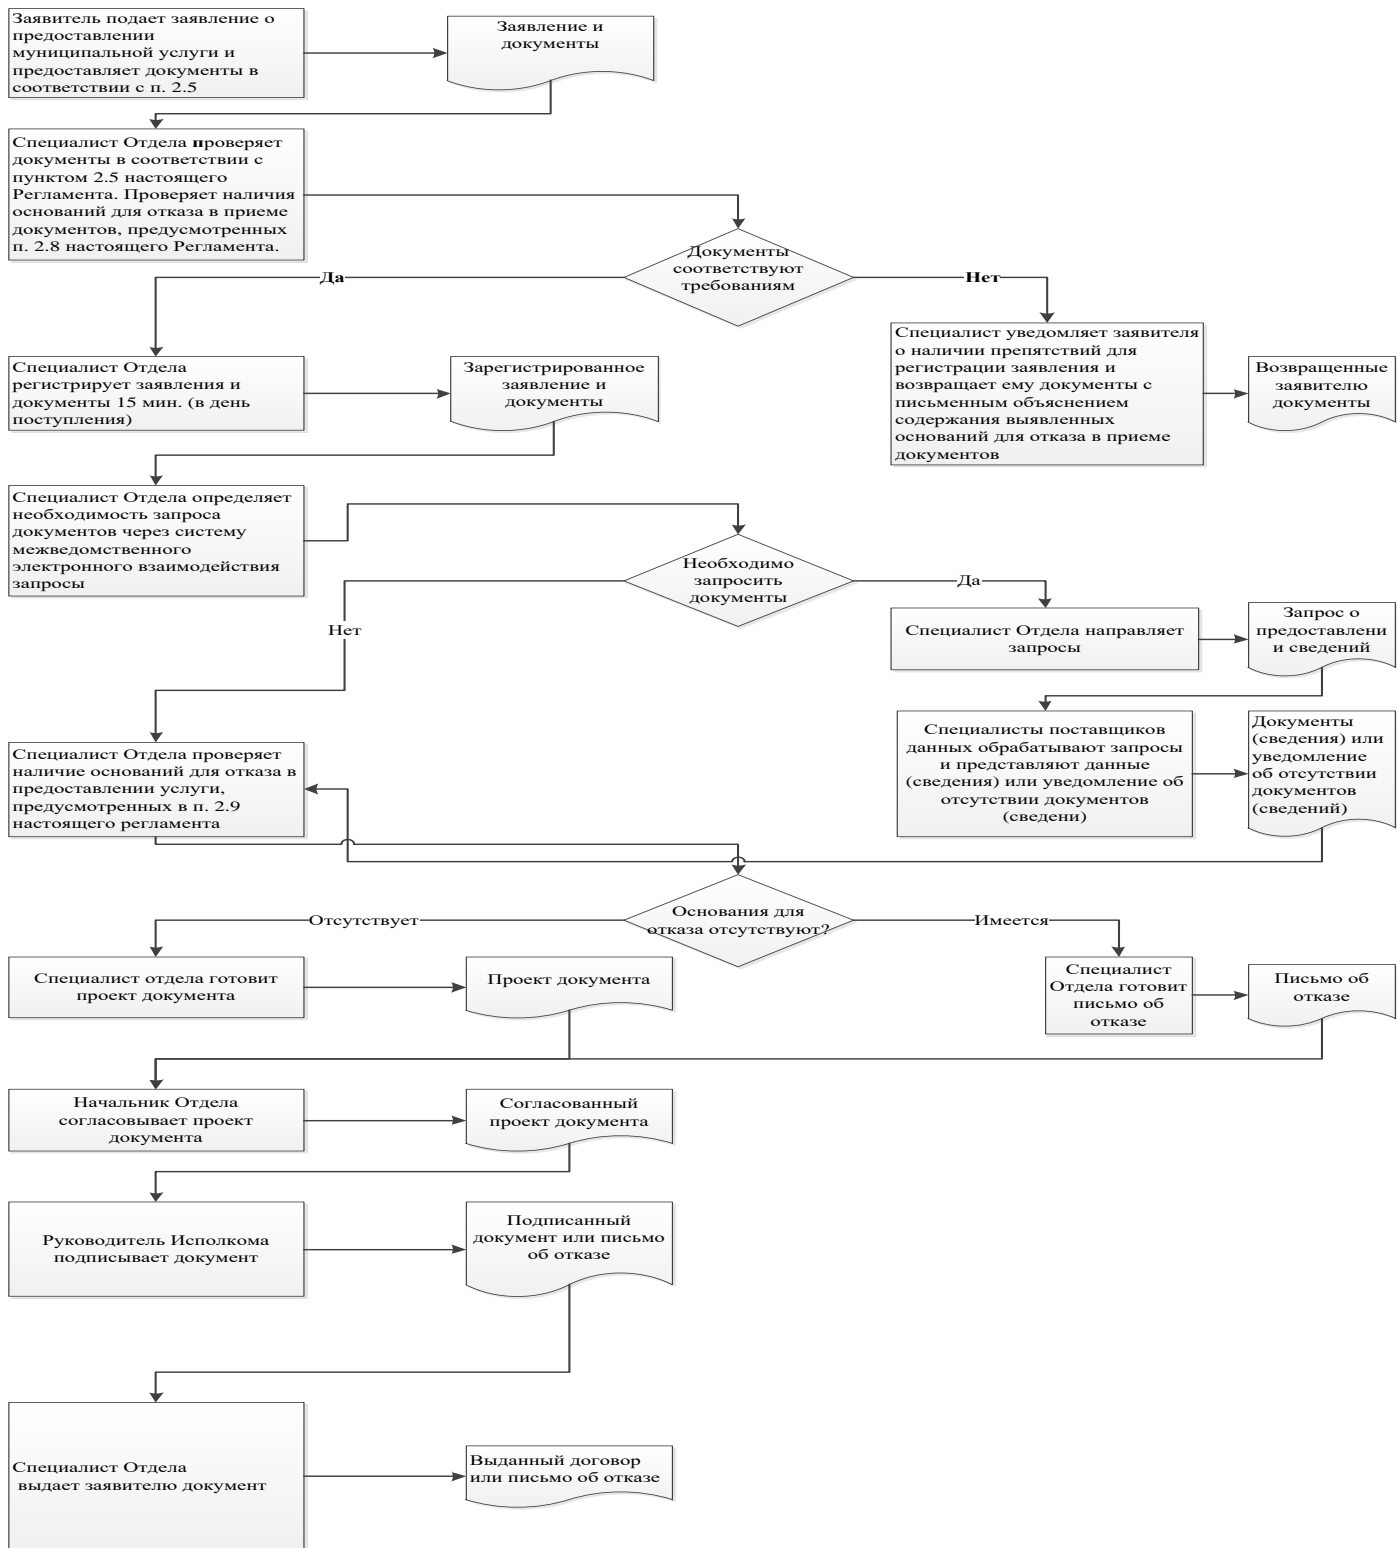 Заявитель подает заявление о
предоставлении
муниципальной услуги и
предоставляет документы в
соответствии с п. 2.5
Заявление и
документы
Специалист Отдела проверяет
документы в соответствии с
пунктом 2.5 настоящего
Регламента. Проверяет наличия
оснований для отказа в приеме
документов, предусмотренных
п. 2.8 настоящего Регламента.
Документы
соответствуют
требованиям
Да
Нет
Специалист Отдела
регистрирует заявления и
документы 15 мин. (в день
поступления)
Зарегистрированное
заявление и
документы
Специалист уведомляет заявителя
о наличии препятствий для
регистрации заявления и
возвращает ему документы с
письменным объяснением
содержания выявленных
оснований для отказа в приеме
документов
Возвращенные
заявителю
документы
Специалист Отдела определяет
необходимость запроса
документов через систему
межведомственного
электронного взаимодействия
запросы
Необходимо
запросить
документы
Да
Нет
Специалист Отдела направляет
запросы
Запрос о
предоставлени
и сведений
Специалисты поставщиков
данных обрабатывают запросы
и представляют данные
(сведения) или уведомление об
отсутствии документов
(сведени)
Документы
(сведения) или
уведомление
об отсутствии
документов
(сведений)
Специалист Отдела проверяет
наличие оснований для отказа в
предоставлении услуги,
предусмотренных в п. 2.9
настоящего регламента
Основания для
отказа отсутствуют?
Отсутствует
Имеется
Специалист отдела готовит
проект документа
Проект документа
Специалист
Отдела готовит
письмо об
отказе
Письмо об
отказе
Начальник Отдела
согласовывает проект
документа
Согласованный
проект документа
Руководитель Исполкома
подписывает документ
Подписанный
документ или письмо
об отказе
Специалист Отдела
выдает заявителю документ
Выданный договор
или письмо об отказе